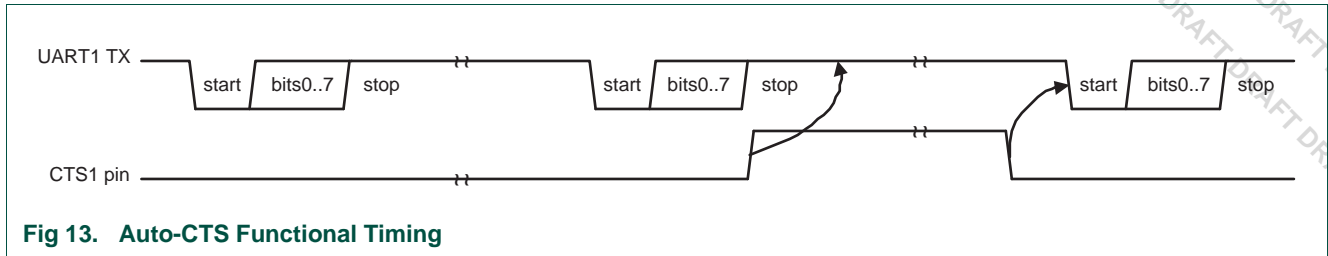 UART1 TX
start bits0..7 stop start bits0..7 stop start bits0..7 stop
CTS1 pin
Fig 13. Auto-CTS Functional Timing
DRAFT DRAFT DRAFT
DRAFT